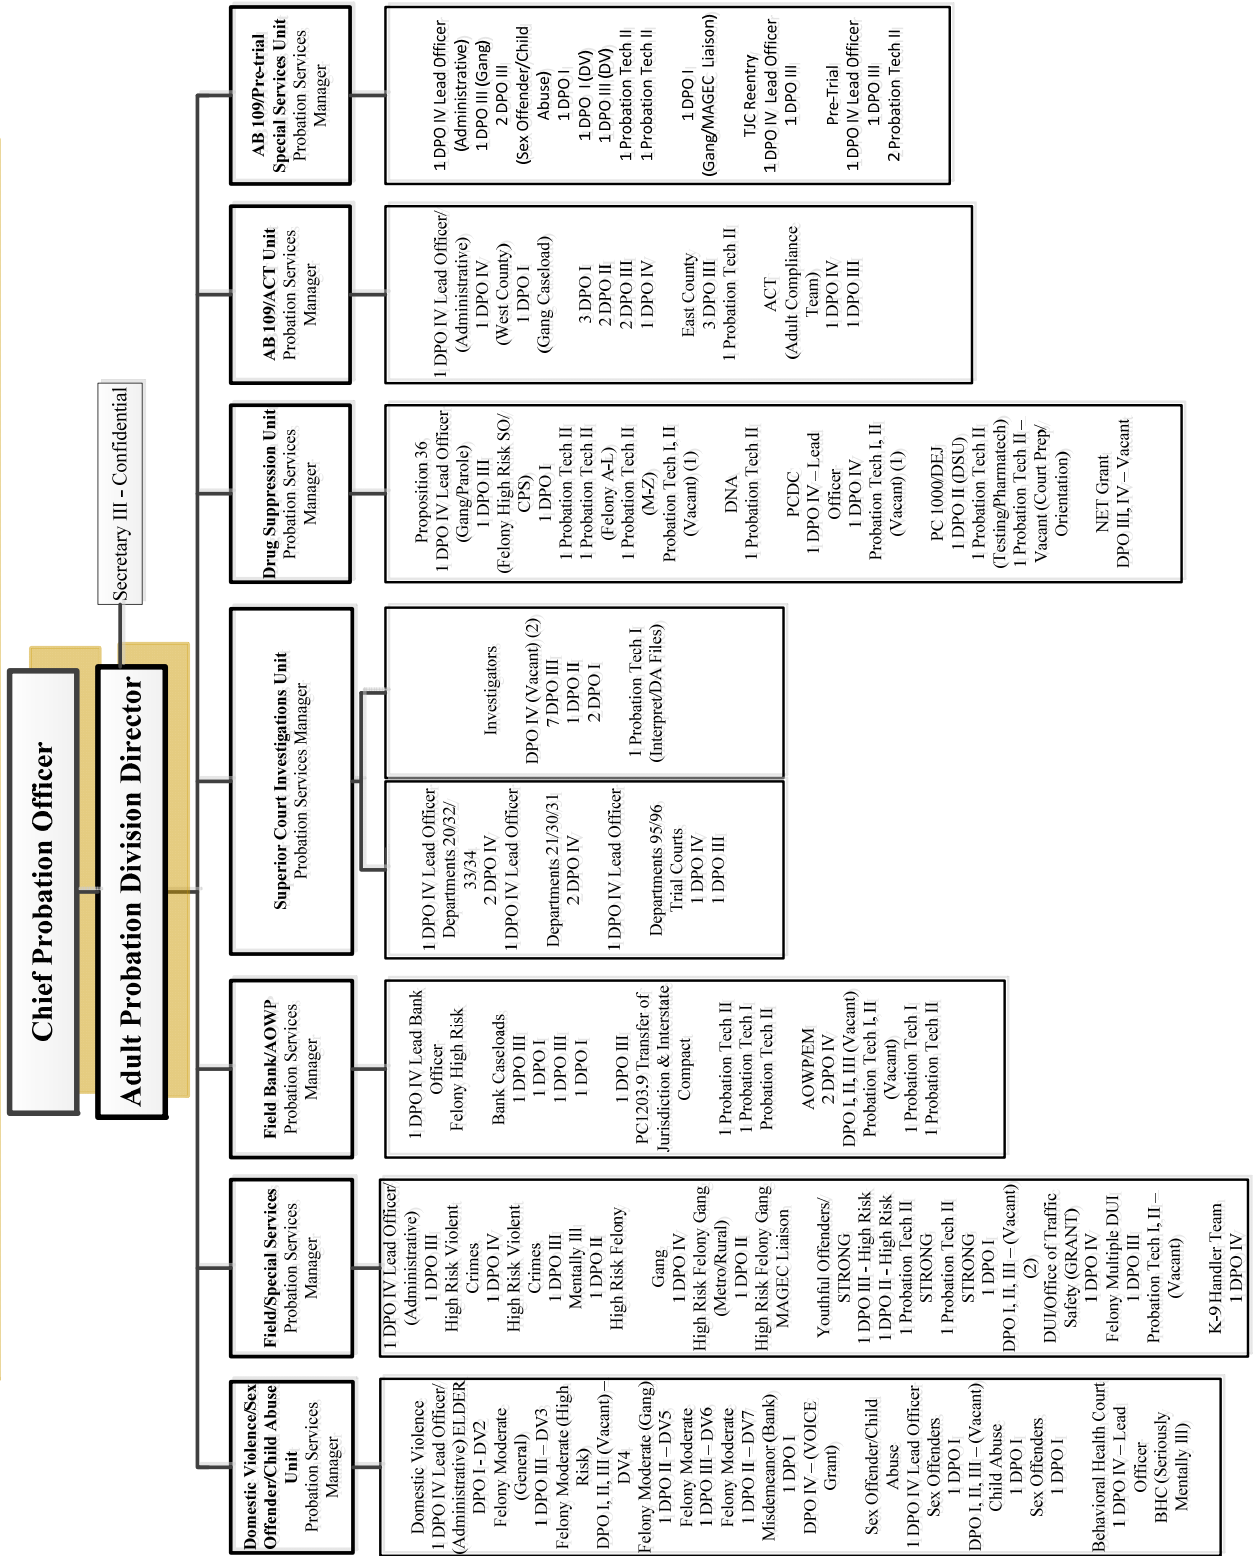 Chief Probation Officer
Adult Probation Division Director
Secretary III - Confidential
Domestic Violence/Sex
Offender/Child Abuse
Unit
Probation Services
Manager
Domestic Violence
1 DPO IV Lead Officer/
(Administrative) ELDER
DPO I - DV2
Felony Moderate
(General)
1 DPO III – DV3
Felony Moderate (High
Risk)
DPO I, II, III (Vacant) –
DV4
Felony Moderate (Gang)
1 DPO II – DV5
Felony Moderate
1 DPO III – DV6
Felony Moderate
1 DPO II – DV7
Misdemeanor (Bank)
1 DPO I
DPO IV – (VOICE
Grant)
Sex Offender/Child
Abuse
1 DPO IV Lead Officer
Sex Offenders
1 DPO I
DPO I, II, III – (Vacant)
Child Abuse
1 DPO I
Sex Offenders
1 DPO I
Behavioral Health Court
1 DPO IV – Lead
Officer
BHC (Seriously
Mentally Ill)
Field/Special Services
Probation Services
Manager
1 DPO IV Lead Officer/
(Administrative)
1 DPO III
High Risk Violent
Crimes
1 DPO IV
High Risk Violent
Crimes
1 DPO III
Mentally Ill
1 DPO II
High Risk Felony
Gang
1 DPO IV
High Risk Felony Gang
(Metro/Rural)
1 DPO II
High Risk Felony Gang
MAGEC Liaison
Youthful Offenders/
STRONG
1 DPO III - High Risk
1 DPO II - High Risk
1 Probation Tech II
STRONG
1 Probation Tech II
STRONG
1 DPO I
DPO I, II, III – (Vacant)
(2)
DUI/Office of Traffic
Safety (GRANT)
1 DPO IV
Felony Multiple DUI
1 DPO III
Probation Tech I, II –
(Vacant)
K-9 Handler Team
1 DPO IV
Field Bank/AOWP
Probation Services
Manager
1 DPO IV Lead Bank
Officer
Felony High Risk
Bank Caseloads
1 DPO III
1 DPO I
1 DPO III
1 DPO I
1 DPO III
PC1203.9 Transfer of
Jurisdiction & Interstate
Compact
1 Probation Tech II
1 Probation Tech I
Probation Tech II
AOWP/EM
2 DPO IV
DPO I, II, III (Vacant)
Probation Tech I, II
(Vacant)
1 Probation Tech I
1 Probation Tech II
Superior Court Investigations Unit
Probation Services Manager
1 DPO IV Lead Officer
Departments 20/32/
33/34
2 DPO IV
1 DPO IV Lead Officer
Departments 21/30/31
2 DPO IV
1 DPO IV Lead Officer
Departments 95/96
Trial Courts
1 DPO IV
1 DPO III
Investigators
DPO IV (Vacant) (2)
7 DPO III
1 DPO II
2 DPO I
1 Probation Tech I
(Interpret/DA Files)
Drug Suppression Unit
Probation Services
Manager
Proposition 36
1 DPO IV Lead Officer
(Gang/Parole)
1 DPO III
(Felony High Risk SO/
CPS)
1 DPO I
1 Probation Tech II
1 Probation Tech II
(Felony A-L)
1 Probation Tech II
(M-Z)
Probation Tech I, II
(Vacant) (1)
DNA
1 Probation Tech II
PCDC
1 DPO IV – Lead
Officer
1 DPO IV
Probation Tech I, II
(Vacant) (1)
PC 1000/DEJ
1 DPO II (DSU)
1 Probation Tech II
(Testing/Pharmatech)
1 Probation Tech II –
Vacant (Court Prep/
Orientation)
NET Grant
DPO III, IV – Vacant
AB 109/ACT Unit
Probation Services
Manager
1 DPO IV Lead Officer/
(Administrative)
1 DPO IV
(West County)
1 DPO I
(Gang Caseload)
3 DPO I
2 DPO II
2 DPO III
1 DPO IV
East County
3 DPO III
1 Probation Tech II
ACT
(Adult Compliance
Team)
1 DPO IV
1 DPO III
AB 109/Pre-trial
Special Services Unit
Probation Services
Manager
1 DPO IV Lead Officer
(Administrative)
1 DPO III (Gang)
2 DPO III
(Sex Offender/Child
Abuse)
1 DPO I
1 DPO I (DV)
1 DPO III (DV)
1 Probation Tech II
1 Probation Tech II
1 DPO I
(Gang/MAGEC Liaison)
TJC Reentry
1 DPO IV Lead Officer
1 DPO III
Pre-Trial
1 DPO IV Lead Officer
1 DPO III
2 Probation Tech II